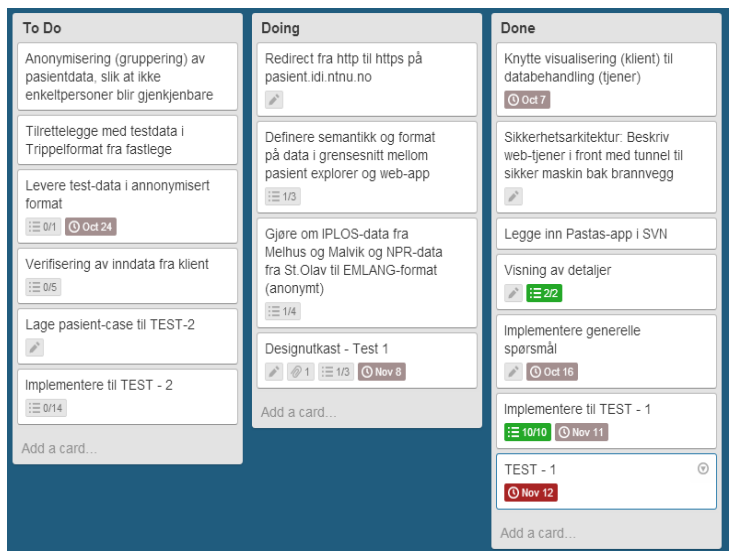 To Do
Anonymisering (gruppering) av
pasientdata, slik at ikke
enkeltpersoner blir gjenkjenbare
Tilrettelegge med testdata i
Trippelformat fra fastlege
Levere test-data i annonymisert
format
0/1 Oct 24
Verifisering av inndata fra klient
0/5
Lage pasient-case til TEST-2
Implementere til TEST - 2
0/14
Add a card...
Doing
Redirect fra http til https på
pasient.idi.ntnu.no
Definere semantikk og format
på data i grensesnitt mellom
pasient explorer og web-app
1/3
Gjøre om IPLOS-data fra
Melhus og Malvik og NPR-data
fra St.Olav til EMLANG-format
(anonymt)
1/4
Designutkast - Test 1
1 1/3 Nov 8
Add a card...
Done
Knytte visualisering (klient) til
databehandling (tjener)
Oct 7
Sikkerhetsarkitektur: Beskriv
web-tjener i front med tunnel til
sikker maskin bak brannvegg
Legge inn Pastas-app i SVN
Visning av detaljer
2/2
Implementere generelle
spørsmål
Oct 16
Implementere til TEST - 1
10/10 Nov 11
TEST - 1
Nov 12
Add a card...